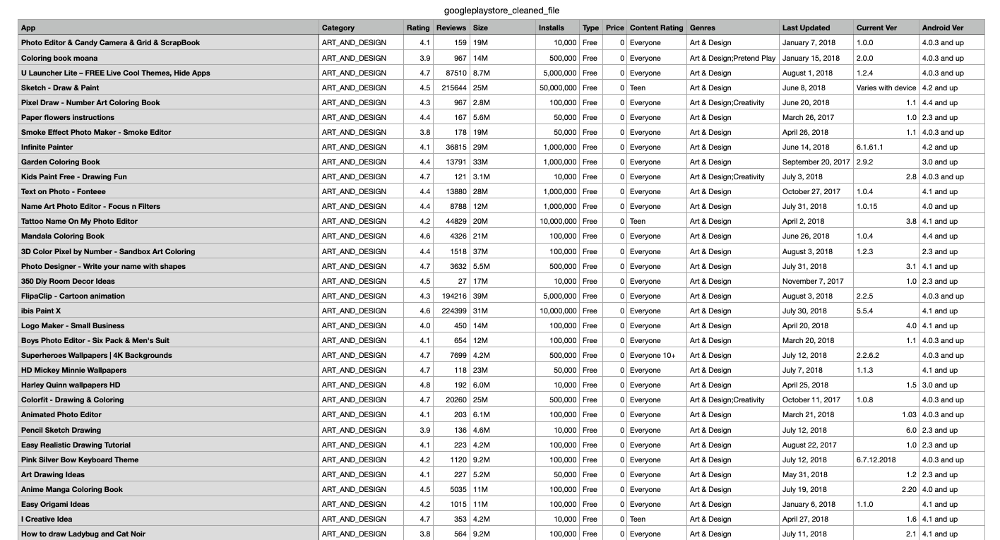 googleplaystore_cleaned_file
App Category Rating Reviews Size Installs Type Price Content Rating Genres Last Updated Current Ver Android Ver
Photo Editor & Candy Camera & Grid & ScrapBook ART_AND_DESIGN 4.1 159 19M 10,000 Free 0 Everyone Art & Design January 7, 2018 1.0.0 4.0.3 and up
Coloring book moana ART_AND_DESIGN 3.9 967 14M 500,000 Free 0 Everyone Art & Design;Pretend Play January 15, 2018 2.0.0 4.0.3 and up
U Launcher Lite – FREE Live Cool Themes, Hide Apps ART_AND_DESIGN 4.7 87510 8.7M 5,000,000 Free 0 Everyone Art & Design August 1, 2018 1.2.4 4.0.3 and up
Sketch - Draw & Paint ART_AND_DESIGN 4.5 215644 25M 50,000,000 Free 0 Teen Art & Design June 8, 2018 Varies with device 4.2 and up
Pixel Draw - Number Art Coloring Book ART_AND_DESIGN 4.3 967 2.8M 100,000 Free 0 Everyone Art & Design;Creativity June 20, 2018 1.1 4.4 and up
Paper flowers instructions ART_AND_DESIGN 4.4 167 5.6M 50,000 Free 0 Everyone Art & Design March 26, 2017 1.0 2.3 and up
Smoke Effect Photo Maker - Smoke Editor ART_AND_DESIGN 3.8 178 19M 50,000 Free 0 Everyone Art & Design April 26, 2018 1.1 4.0.3 and up
Infinite Painter ART_AND_DESIGN 4.1 36815 29M 1,000,000 Free 0 Everyone Art & Design June 14, 2018 6.1.61.1 4.2 and up
Garden Coloring Book ART_AND_DESIGN 4.4 13791 33M 1,000,000 Free 0 Everyone Art & Design September 20, 2017 2.9.2 3.0 and up
Kids Paint Free - Drawing Fun ART_AND_DESIGN 4.7 121 3.1M 10,000 Free 0 Everyone Art & Design;Creativity July 3, 2018 2.8 4.0.3 and up
Text on Photo - Fonteee ART_AND_DESIGN 4.4 13880 28M 1,000,000 Free 0 Everyone Art & Design October 27, 2017 1.0.4 4.1 and up
Name Art Photo Editor - Focus n Filters ART_AND_DESIGN 4.4 8788 12M 1,000,000 Free 0 Everyone Art & Design July 31, 2018 1.0.15 4.0 and up
Tattoo Name On My Photo Editor ART_AND_DESIGN 4.2 44829 20M 10,000,000 Free 0 Teen Art & Design April 2, 2018 3.8 4.1 and up
Mandala Coloring Book ART_AND_DESIGN 4.6 4326 21M 100,000 Free 0 Everyone Art & Design June 26, 2018 1.0.4 4.4 and up
3D Color Pixel by Number - Sandbox Art Coloring ART_AND_DESIGN 4.4 1518 37M 100,000 Free 0 Everyone Art & Design August 3, 2018 1.2.3 2.3 and up
Photo Designer - Write your name with shapes ART_AND_DESIGN 4.7 3632 5.5M 500,000 Free 0 Everyone Art & Design July 31, 2018 3.1 4.1 and up
350 Diy Room Decor Ideas ART_AND_DESIGN 4.5 27 17M 10,000 Free 0 Everyone Art & Design November 7, 2017 1.0 2.3 and up
FlipaClip - Cartoon animation ART_AND_DESIGN 4.3 194216 39M 5,000,000 Free 0 Everyone Art & Design August 3, 2018 2.2.5 4.0.3 and up
ibis Paint X ART_AND_DESIGN 4.6 224399 31M 10,000,000 Free 0 Everyone Art & Design July 30, 2018 5.5.4 4.1 and up
Logo Maker - Small Business ART_AND_DESIGN 4.0 450 14M 100,000 Free 0 Everyone Art & Design April 20, 2018 4.0 4.1 and up
Boys Photo Editor - Six Pack & Men's Suit ART_AND_DESIGN 4.1 654 12M 100,000 Free 0 Everyone Art & Design March 20, 2018 1.1 4.0.3 and up
Superheroes Wallpapers | 4K Backgrounds ART_AND_DESIGN 4.7 7699 4.2M 500,000 Free 0 Everyone 10+ Art & Design July 12, 2018 2.2.6.2 4.0.3 and up
HD Mickey Minnie Wallpapers ART_AND_DESIGN 4.7 118 23M 50,000 Free 0 Everyone Art & Design July 7, 2018 1.1.3 4.1 and up
Harley Quinn wallpapers HD ART_AND_DESIGN 4.8 192 6.0M 10,000 Free 0 Everyone Art & Design April 25, 2018 1.5 3.0 and up
Colorfit - Drawing & Coloring ART_AND_DESIGN 4.7 20260 25M 500,000 Free 0 Everyone Art & Design;Creativity October 11, 2017 1.0.8 4.0.3 and up
Animated Photo Editor ART_AND_DESIGN 4.1 203 6.1M 100,000 Free 0 Everyone Art & Design March 21, 2018 1.03 4.0.3 and up
Pencil Sketch Drawing ART_AND_DESIGN 3.9 136 4.6M 10,000 Free 0 Everyone Art & Design July 12, 2018 6.0 2.3 and up
Easy Realistic Drawing Tutorial ART_AND_DESIGN 4.1 223 4.2M 100,000 Free 0 Everyone Art & Design August 22, 2017 1.0 2.3 and up
Pink Silver Bow Keyboard Theme ART_AND_DESIGN 4.2 1120 9.2M 100,000 Free 0 Everyone Art & Design July 12, 2018 6.7.12.2018 4.0.3 and up
Art Drawing Ideas ART_AND_DESIGN 4.1 227 5.2M 50,000 Free 0 Everyone Art & Design May 31, 2018 1.2 2.3 and up
Anime Manga Coloring Book ART_AND_DESIGN 4.5 5035 11M 100,000 Free 0 Everyone Art & Design July 19, 2018 2.20 4.0 and up
Easy Origami Ideas ART_AND_DESIGN 4.2 1015 11M 100,000 Free 0 Everyone Art & Design January 6, 2018 1.1.0 4.1 and up
I Creative Idea ART_AND_DESIGN 4.7 353 4.2M 10,000 Free 0 Teen Art & Design April 27, 2018 1.6 4.1 and up
How to draw Ladybug and Cat Noir ART_AND_DESIGN 3.8 564 9.2M 100,000 Free 0 Everyone Art & Design July 11, 2018 2.1 4.1 and up